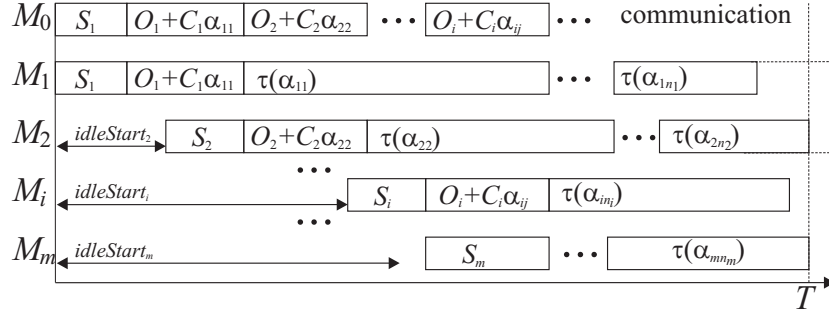 M₀ S₁ O₁+C₁α₁₁ O₂+C₂α₂₂ ••• Oᵢ+Cᵢαᵢⱼ ••• communication
M₁ S₁ O₁+C₁α₁₁ τ(α₁₁) ••• τ(α₁ₙ₁)
M₂ idleStart₂ S₂ O₂+C₂α₂₂ τ(α₂₂) ••• τ(α₂ₙ₂)
•••
Mᵢ idleStartᵢ Sᵢ Oᵢ+Cᵢαᵢⱼ τ(αᵢₙᵢ)
•••
Mₘ idleStartₘ Sₘ ••• τ(αₘₙₘ)
T